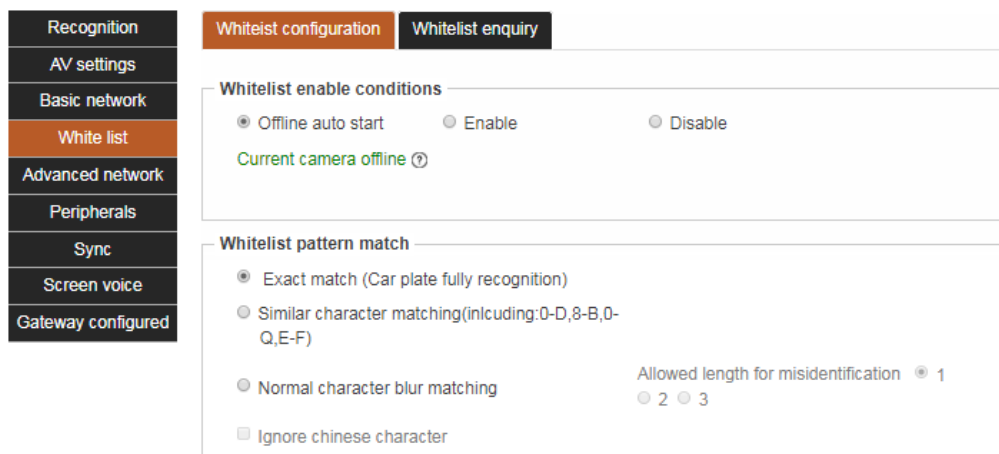 Recognition
AV settings
Basic network
White list
Advanced network
Peripherals
Sync
Screen voice
Gateway configured
Whiteist configuration
Whitelist enquiry
Whitelist enable conditions
Offline auto start
Enable
Disable
Current camera offline ?
Whitelist pattern match
Exact match (Car plate fully recognition)
Similar character matching(inlcuding:0-D,8-B,0-
Q,E-F)
Normal character blur matching
Allowed length for misidentification 1
2 3
Ignore chinese character